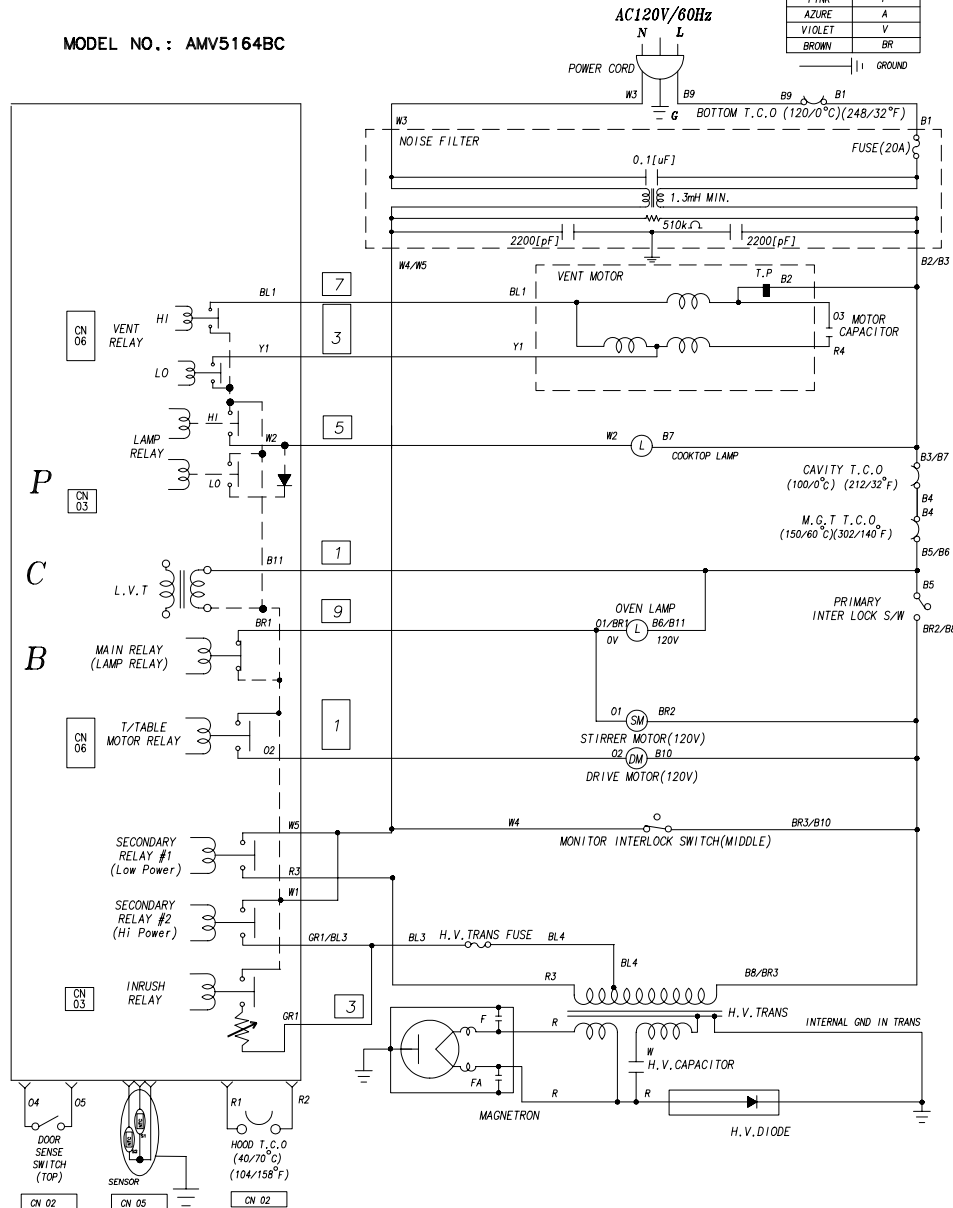 AC120V/60Hz
N L
MODEL NO.: AMV5164BC
AZURE A
VIOLET V
BROWN BR
GROUND
POWER CORD
W3
B9
G
B9 B1
BOTTOM T.C.O (120/0°C)(248/32°F)
W3
B1
NOISE FILTER
FUSE(20A)
0.1[uF]
1.3mH MIN.
510kΩ
2200[pF]
2200[pF]
W4/W5
B2/B3
VENT MOTOR
T.P
B2
BL1
7
BL1
O3
MOTOR
CAPACITOR
R4
CN
06
VENT
RELAY
HI
3
Y1
Y1
LO
HI
LAMP
RELAY
W2
5
W2
L
B7
COOKTOP LAMP
B3/B7
LO
CAVITY T.C.O
(100/0°C) (212/32°F)
B4
B4
P
CN
03
M.G.T T.C.O
(150/60°C)(302/140°F)
B5/B6
B11
1
C
L.V.T
B5
PRIMARY
INTER LOCK S/W
9
BR1
OVEN LAMP
O1/BR1
L
B6/B11
0V
120V
B
MAIN RELAY
(LAMP RELAY)
O1
SM
BR2
STIRRER MOTOR(120V)
CN
06
T/TABLE
MOTOR RELAY
1
O2
O2
DM
B10
DRIVE MOTOR(120V)
W5
W4
BR3/B10
MONITOR INTERLOCK SWITCH(MIDDLE)
SECONDARY
RELAY #1
(Low Power)
R3
W1
SECONDARY
RELAY #2
(Hi Power)
GR1/BL3
BL3
H.V.TRANS FUSE
BL4
BL4
R3
B8/BR3
CN
03
INRUSH
RELAY
3
GR1
H.V.TRANS
INTERNAL GND IN TRANS
F
R
W
H.V.CAPACITOR
FA
R
R
MAGNETRON
H.V.DIODE
O4
O5
R1
R2
DOOR
SENSE
SWITCH
(TOP)
HOOD T.C.O
(40/70°C)
(104/158°F)
SENSOR
CN 02
CN 05
CN 02